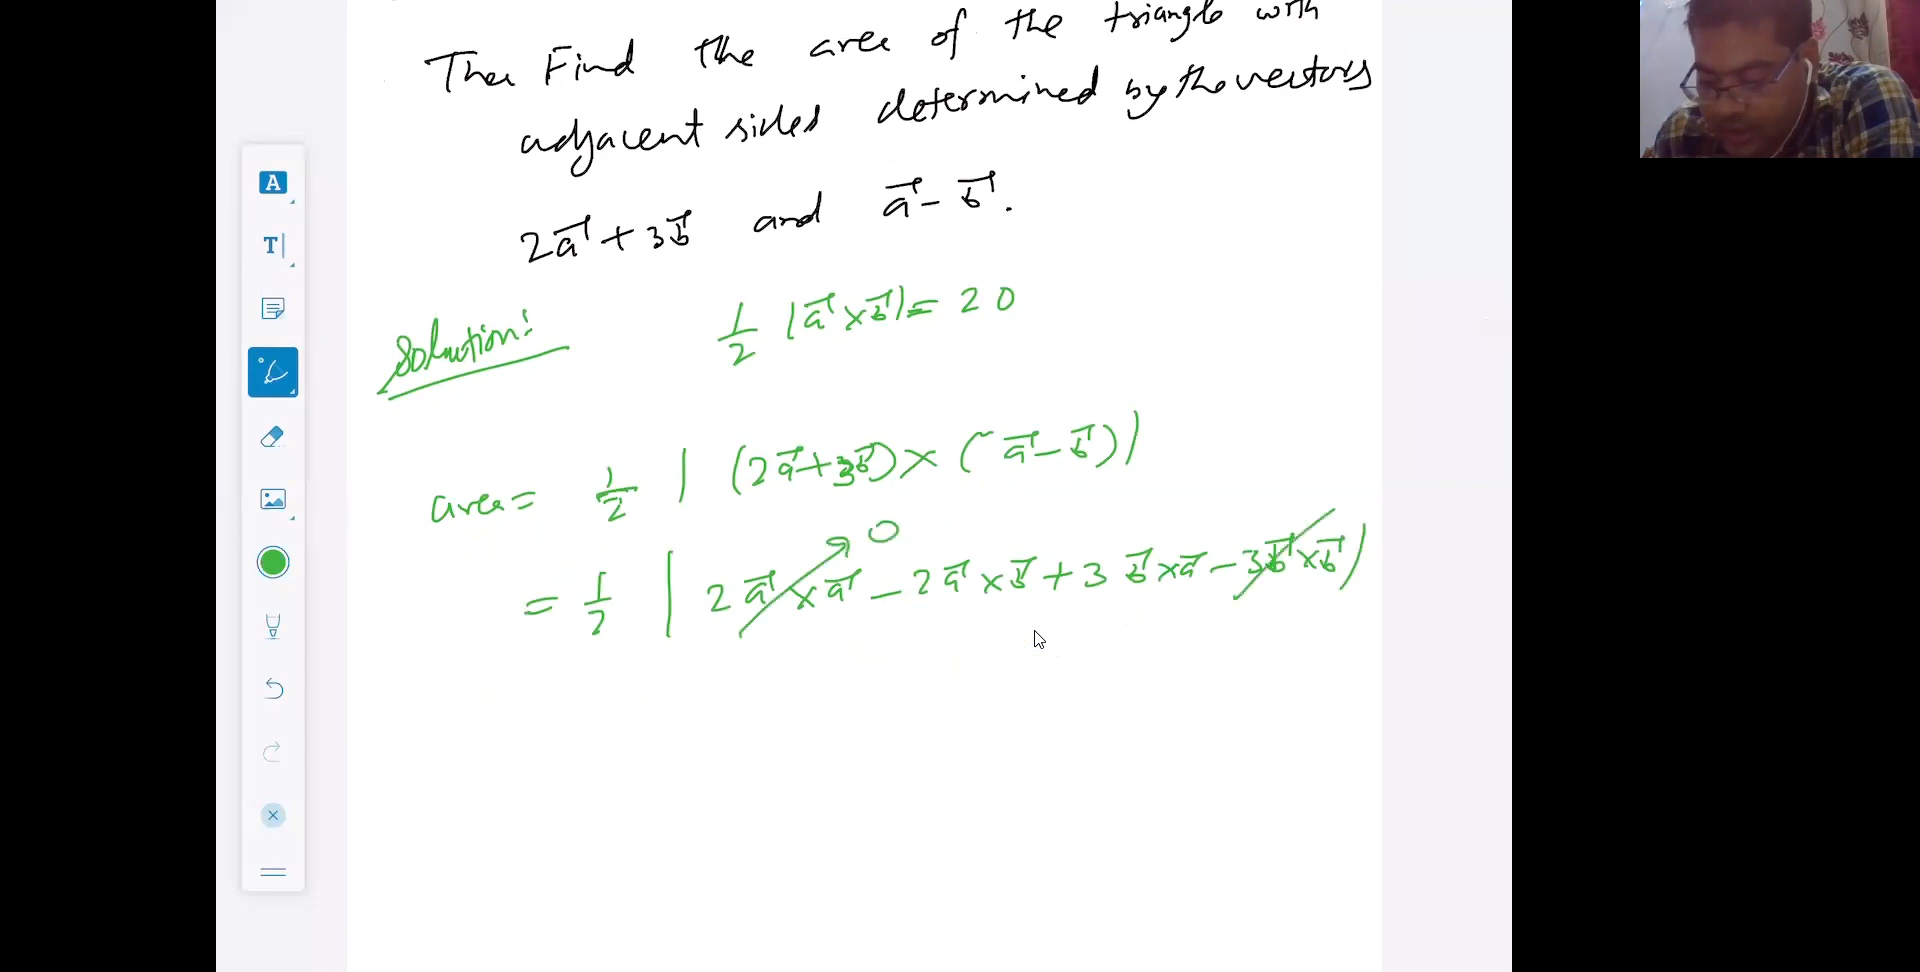 Then Find the area of the triangle with
adjacent sides determined by the vectors
2a⃗ + 3b⃗ and a⃗ - b⃗.
Solution: 1/2 |a⃗ × b⃗| = 20
area = 1/2 | (2a⃗ + 3b⃗) × (a⃗ - b⃗) |
0
= 1/2 | 2a⃗ × a⃗ - 2a⃗ × b⃗ + 3b⃗ × a⃗ - 3b⃗ × b⃗ |
A
T